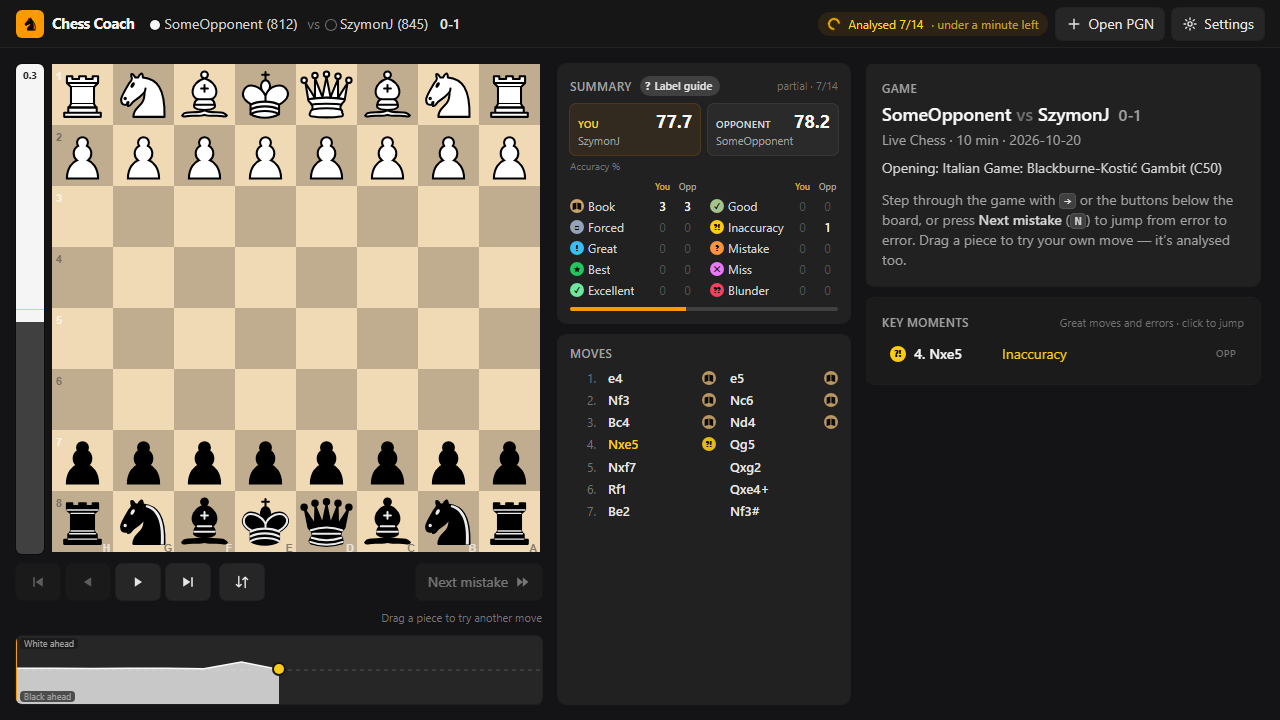 Chess Coach SomeOpponent (812) vs SzymonJ (845) 0-1
Analysed 7/14 · under a minute left
Open PGN
Settings
0.3
1
2
3
4
5
6
7
8
H G F E D C B A
Next mistake
Drag a piece to try another move
White ahead
Black ahead
SUMMARY ? Label guide partial · 7/14
YOU 77.7
SzymonJ
OPPONENT 78.2
SomeOpponent
Accuracy %
You Opp You Opp
Book 3 3 Good 0 0
Forced 0 0 Inaccuracy 0 1
Great 0 0 Mistake 0 0
Best 0 0 Miss 0 0
Excellent 0 0 Blunder 0 0
MOVES
1. e4 e5
2. Nf3 Nc6
3. Bc4 Nd4
4. Nxe5 ?! Qg5
5. Nxf7 Qxg2
6. Rf1 Qxe4+
7. Be2 Nf3#
GAME
SomeOpponent vs SzymonJ 0-1
Live Chess · 10 min · 2026-10-20
Opening: Italian Game: Blackburne-Kostić Gambit (C50)
Step through the game with → or the buttons below the
board, or press Next mistake ( N ) to jump from error to
error. Drag a piece to try your own move — it's analysed
too.
KEY MOMENTS Great moves and errors · click to jump
?! 4. Nxe5 Inaccuracy OPP